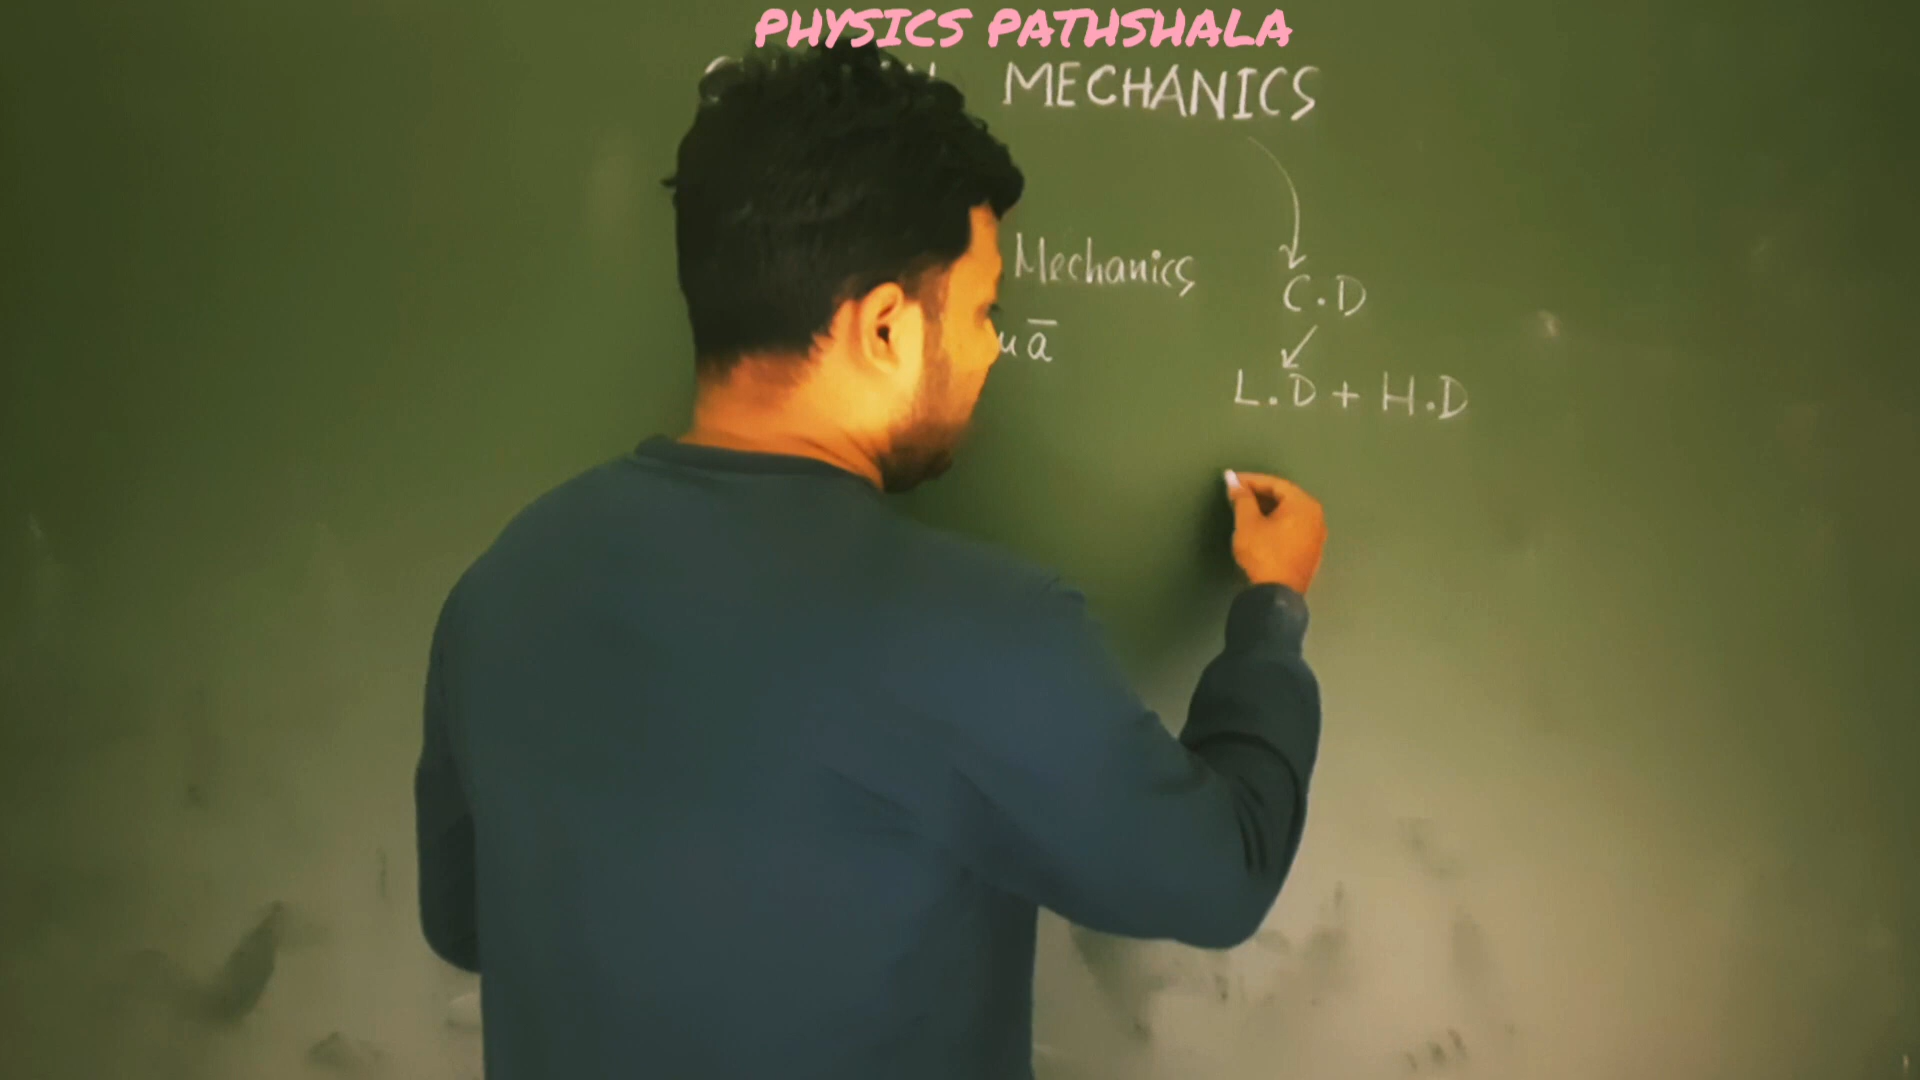 PHYSICS PATHSHALA
MECHANICS
Mechanics
C.D
a̅
L.D + H.D